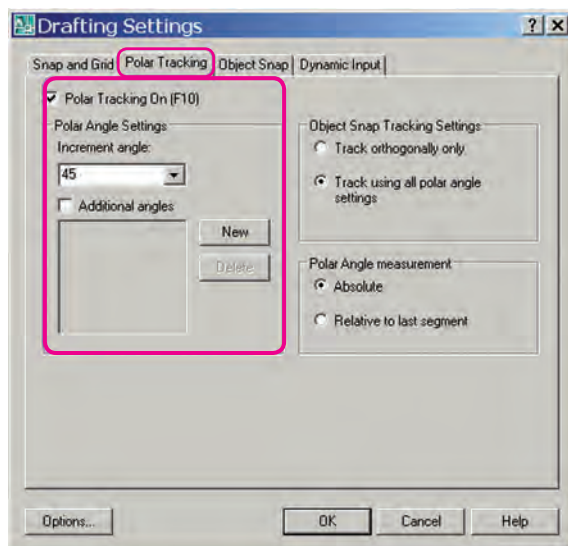 Drafting Settings
Snap and Grid Polar Tracking Object Snap Dynamic Input
Polar Tracking On (F10)
Polar Angle Settings
Increment angle:
45
Additional angles
New
Delete
Object Snap Tracking Settings
Track orthogonally only
Track using all polar angle
settings
Polar Angle measurement
Absolute
Relative to last segment
Options...
OK
Cancel
Help